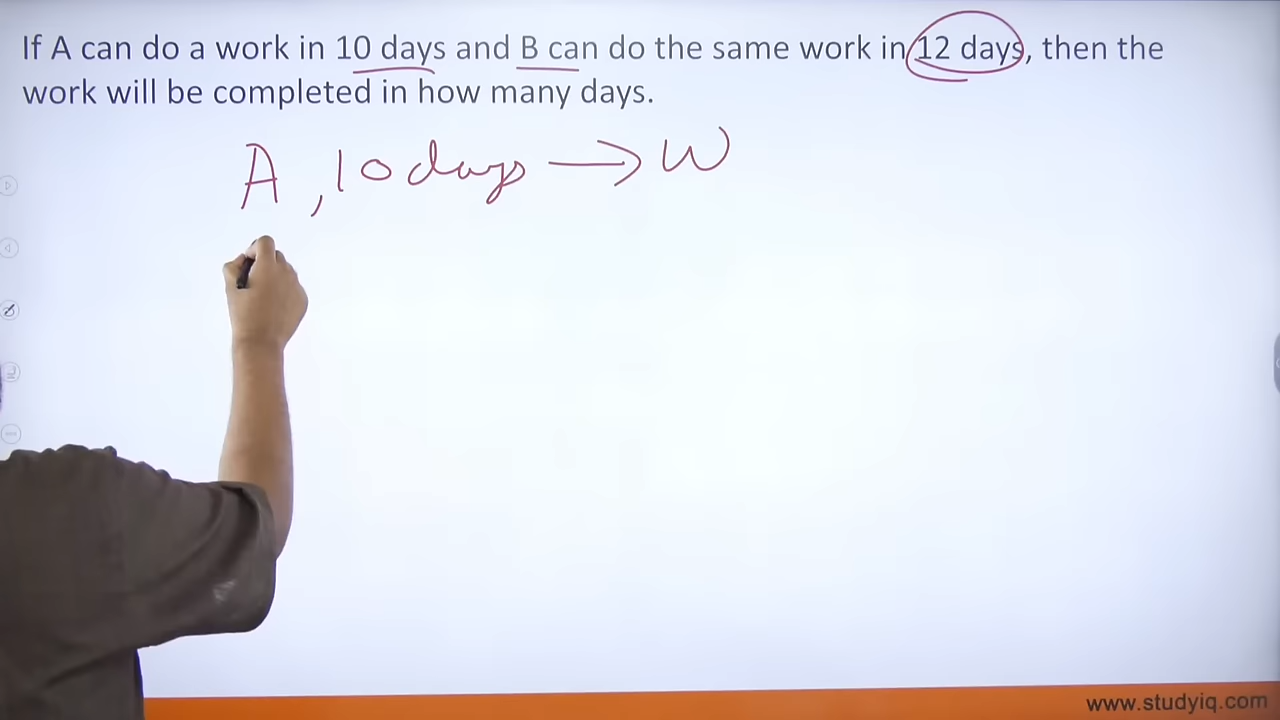 If A can do a work in 10 days and B can do the same work in 12 days, then the
work will be completed in how many days.
A, 10 days → W
www.studyiq.com